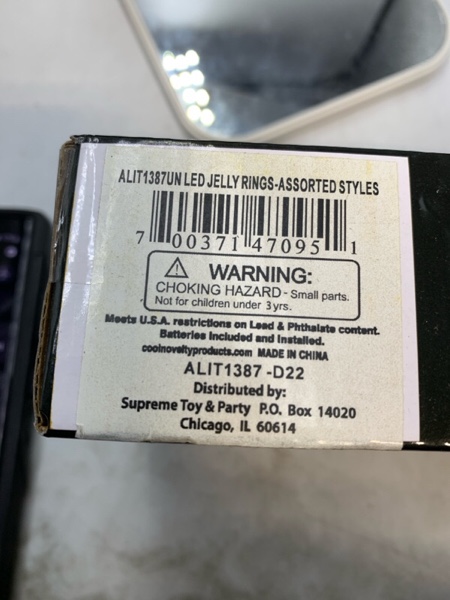 ALIT1387UN LED JELLY RINGS-ASSORTED STYLES
7 00371 47095 1
WARNING:
CHOKING HAZARD - Small parts.
Not for children under 3 yrs.
Meets U.S.A. restrictions on Lead & Phthalate content.
Batteries Included and Installed.
coolnoveltyproducts.com MADE IN CHINA
ALIT1387 -D22
Distributed by:
Supreme Toy & Party P.O. Box 14020
Chicago, IL 60614